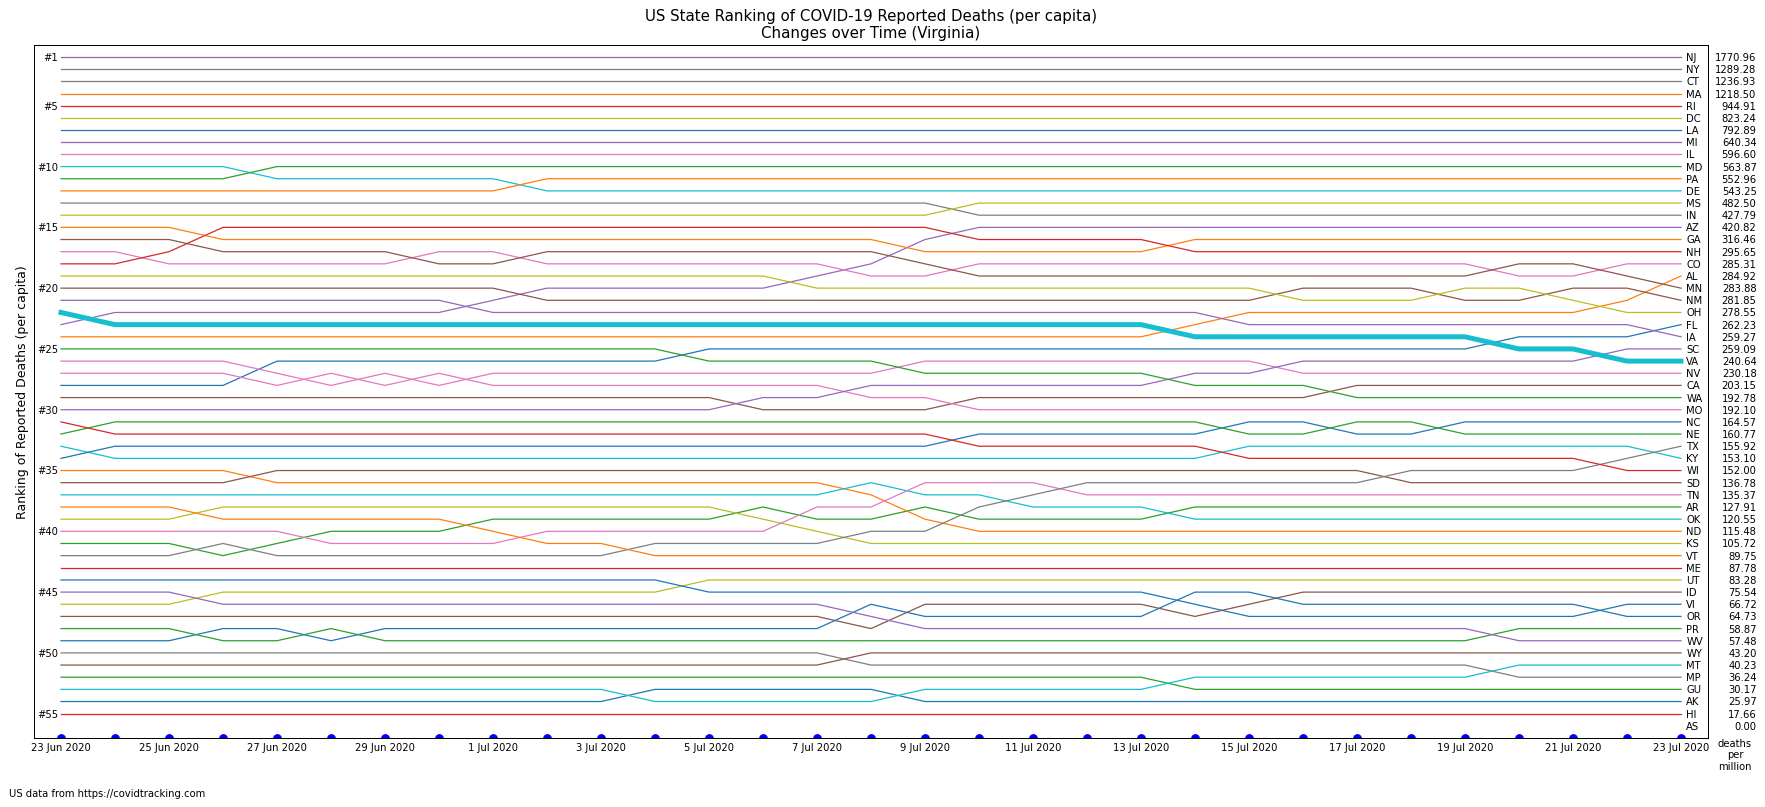 US State Ranking of COVID-19 Reported Deaths (per capita)
Changes over Time (Virginia)
Ranking of Reported Deaths (per capita)
#1
#5
#10
#15
#20
#25
#30
#35
#40
#45
#50
#55
NJ 1770.96
NY 1289.28
CT 1236.93
MA 1218.50
RI 944.91
DC 823.24
LA 792.89
MI 640.34
IL 596.60
MD 563.87
PA 552.96
DE 543.25
MS 482.50
IN 427.79
AZ 420.82
GA 316.46
NH 295.65
CO 285.31
AL 284.92
MN 283.88
NM 281.85
OH 278.55
FL 262.23
IA 259.27
SC 259.09
VA 240.64
NV 230.18
CA 203.15
WA 192.78
MO 192.10
NC 164.57
NE 160.77
TX 155.92
KY 153.10
WI 152.00
SD 136.78
TN 135.37
AR 127.91
OK 120.55
ND 115.48
KS 105.72
VT 89.75
ME 87.78
UT 83.28
ID 75.54
VI 66.72
OR 64.73
PR 58.87
WV 57.48
WY 43.20
MT 40.23
MP 36.24
GU 30.17
AK 25.97
HI 17.66
AS 0.00
23 Jun 2020 25 Jun 2020 27 Jun 2020 29 Jun 2020 1 Jul 2020 3 Jul 2020 5 Jul 2020 7 Jul 2020 9 Jul 2020 11 Jul 2020 13 Jul 2020 15 Jul 2020 17 Jul 2020 19 Jul 2020 21 Jul 2020 23 Jul 2020
deaths
per
million
US data from https://covidtracking.com